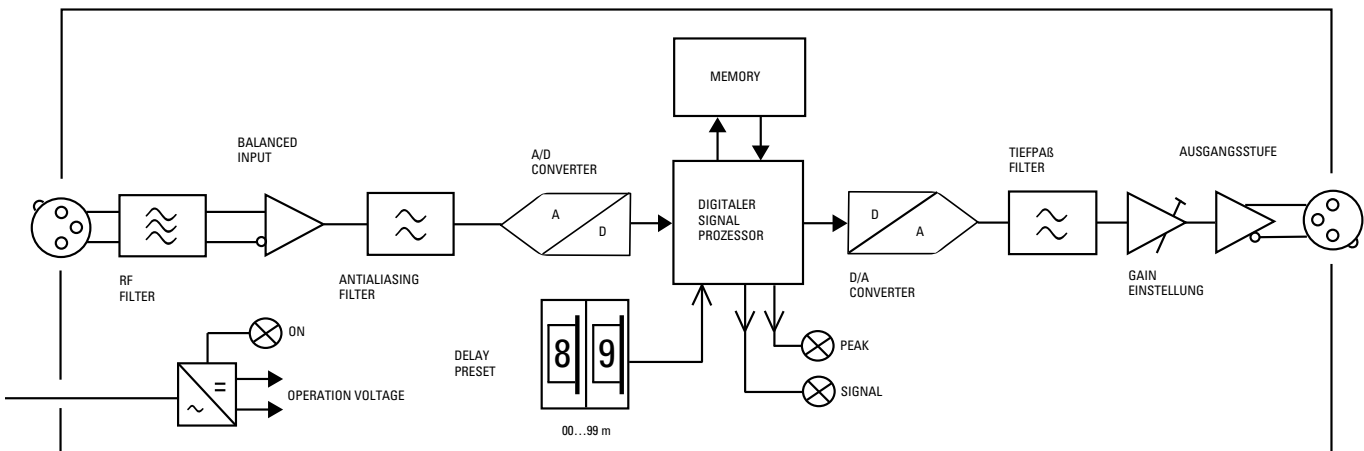 MEMORY
BALANCED
INPUT
A/D
CONVERTER
TIEFPAß
FILTER
AUSGANGSSTUFE
DIGITALER
SIGNAL
PROZESSOR
A
D
D
A
RF
FILTER
ANTIALIASING
FILTER
D/A
CONVERTER
GAIN
EINSTELLUNG
ON
=
~
OPERATION VOLTAGE
DELAY
PRESET
8 9
00...99 m
PEAK
SIGNAL